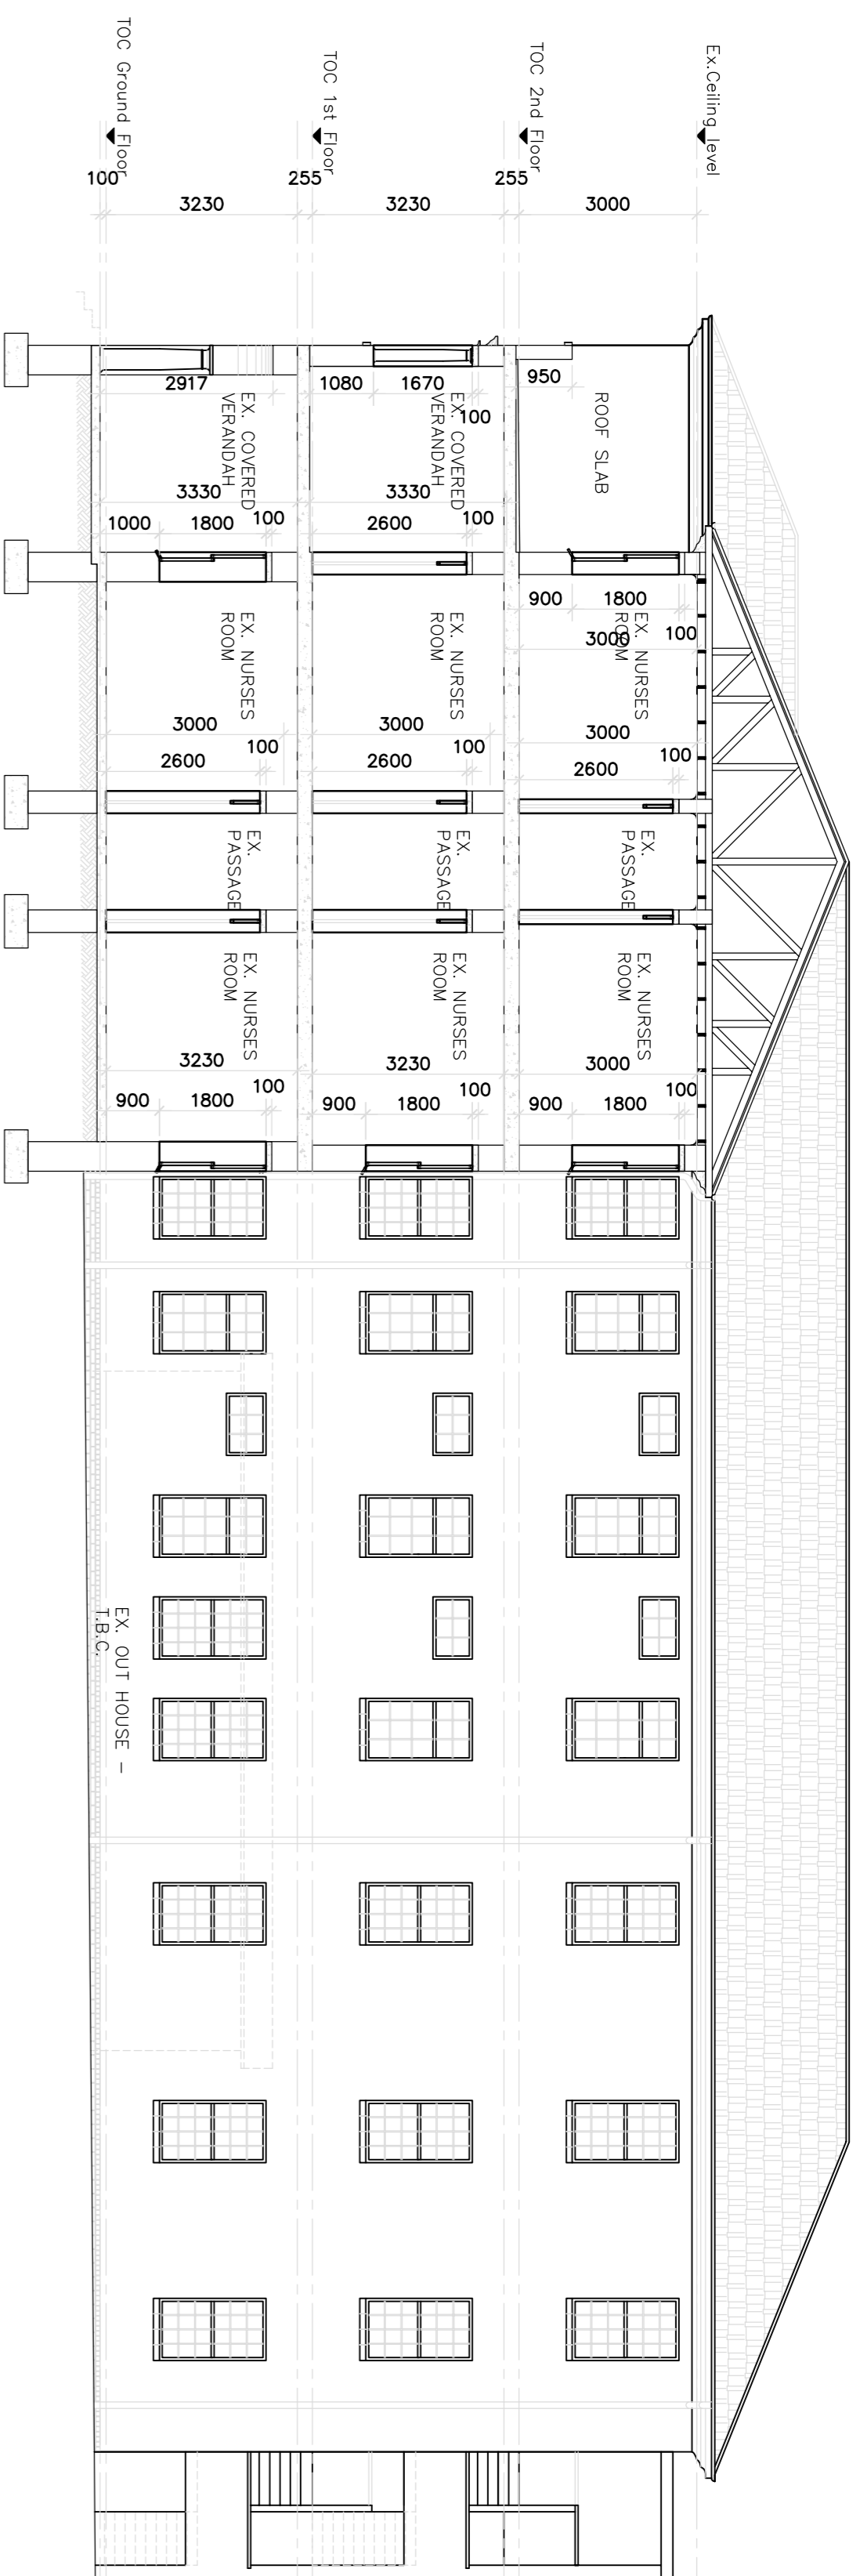 Ex.Ceiling level
TOC 2nd Floor
TOC 1st Floor
TOC Ground Floor
3000
255
3230
255
3230
100
ROOF SLAB
950
EX. COVERED
VERANDAH
100
1670
1080
3330
EX. COVERED
VERANDAH
2917
3330
100
2600
100
1800
1000
100
1800
900
EX. NURSES
ROOM
3000
3000
100
2600
EX. NURSES
ROOM
3000
100
2600
EX. NURSES
ROOM
3000
100
2600
EX.
PASSAGE
EX.
PASSAGE
EX.
PASSAGE
EX. NURSES
ROOM
3000
100
1800
900
EX. NURSES
ROOM
3230
100
1800
900
EX. NURSES
ROOM
3230
100
1800
900
EX. OUT HOUSE –
T.B.C.